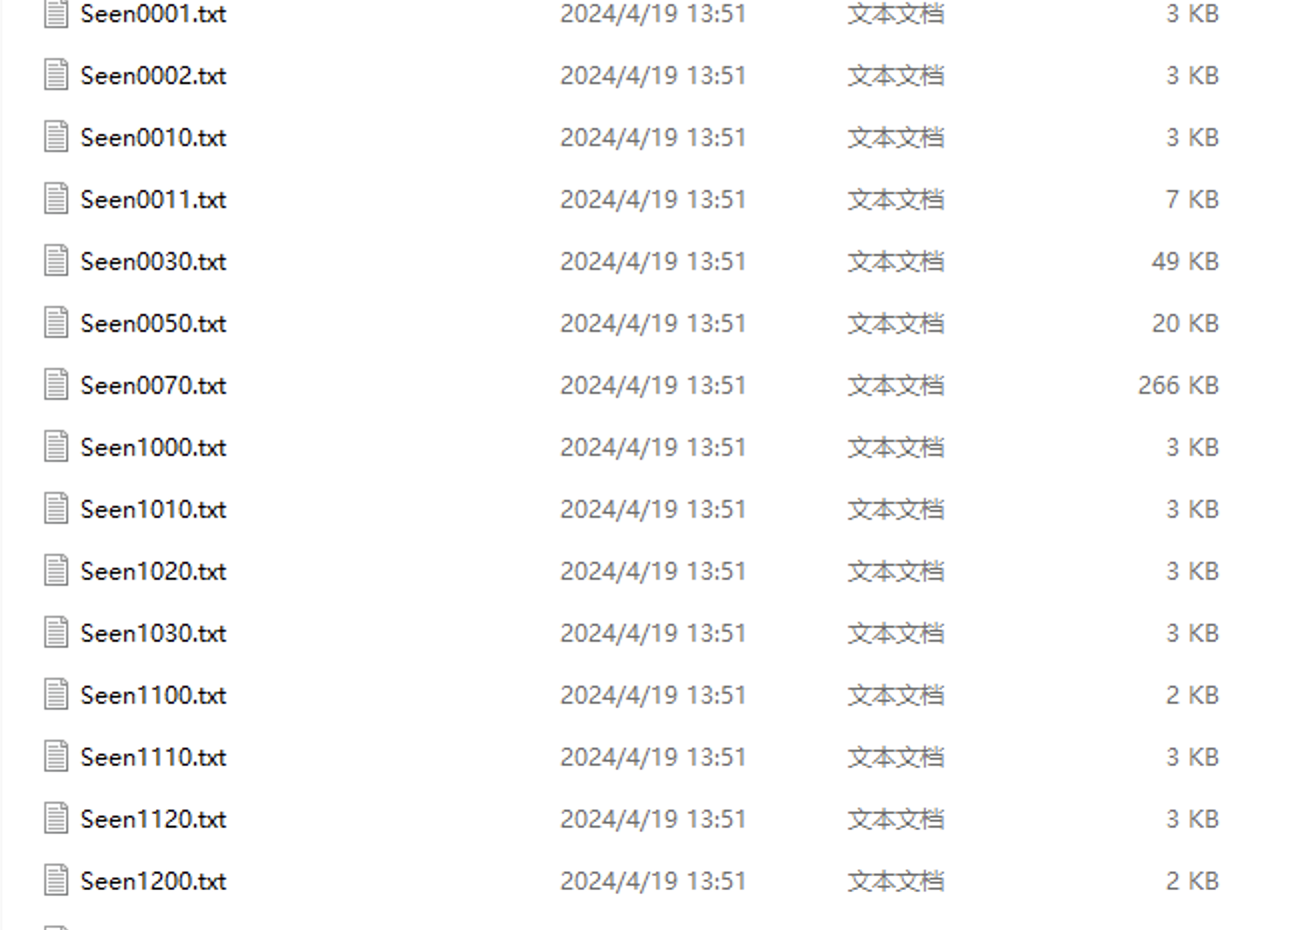 Seen0001.txt 2024/4/19 13:51 文本文档 3 KB
Seen0002.txt 2024/4/19 13:51 文本文档 3 KB
Seen0010.txt 2024/4/19 13:51 文本文档 3 KB
Seen0011.txt 2024/4/19 13:51 文本文档 7 KB
Seen0030.txt 2024/4/19 13:51 文本文档 49 KB
Seen0050.txt 2024/4/19 13:51 文本文档 20 KB
Seen0070.txt 2024/4/19 13:51 文本文档 266 KB
Seen1000.txt 2024/4/19 13:51 文本文档 3 KB
Seen1010.txt 2024/4/19 13:51 文本文档 3 KB
Seen1020.txt 2024/4/19 13:51 文本文档 3 KB
Seen1030.txt 2024/4/19 13:51 文本文档 3 KB
Seen1100.txt 2024/4/19 13:51 文本文档 2 KB
Seen1110.txt 2024/4/19 13:51 文本文档 3 KB
Seen1120.txt 2024/4/19 13:51 文本文档 3 KB
Seen1200.txt 2024/4/19 13:51 文本文档 2 KB